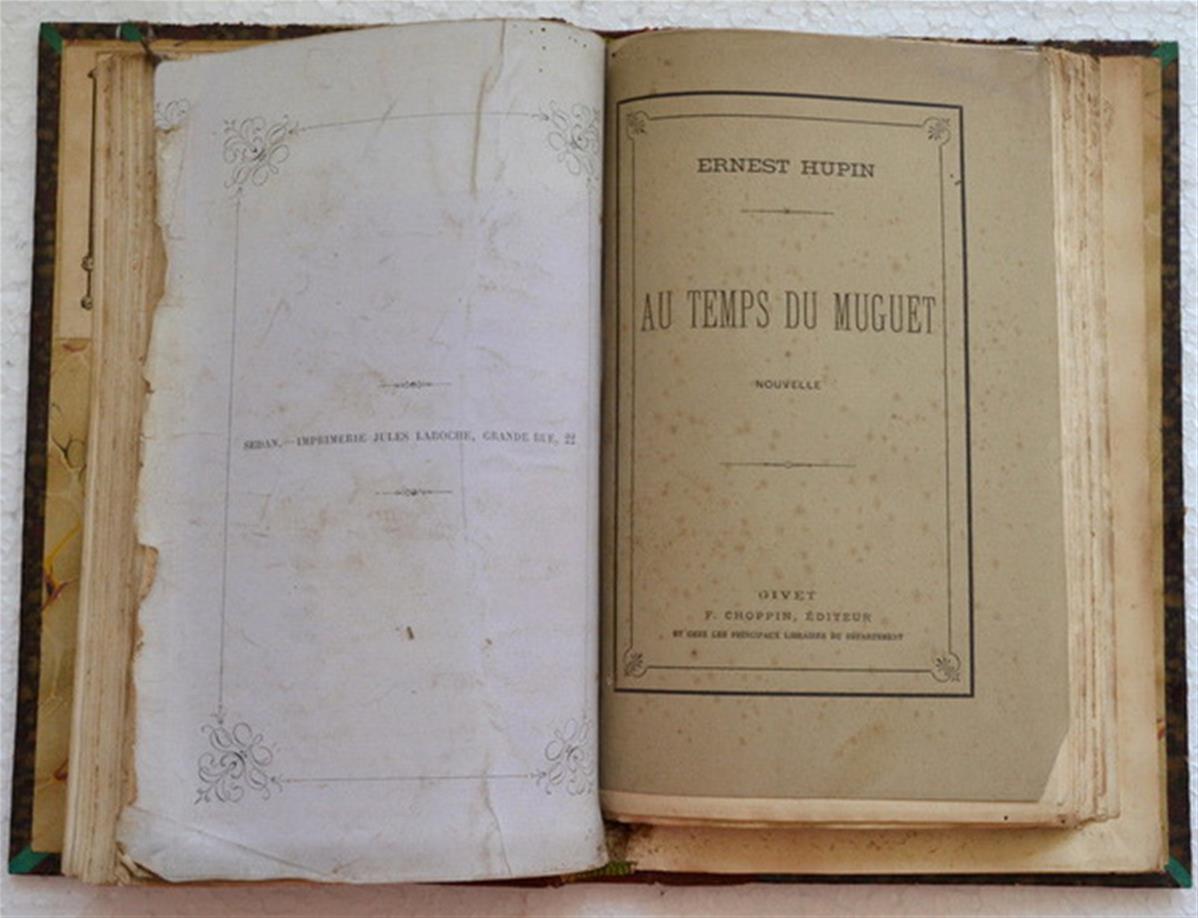 SEDAN.—IMPRIMERIE JULES LAROCHE, GRANDE RUE, 22
ERNEST HUPIN
AU TEMPS DU MUGUET
NOUVELLE
GIVET
F. CHOPPIN, ÉDITEUR
ET CHEZ LES PRINCIPAUX LIBRAIRES DU DÉPARTEMENT